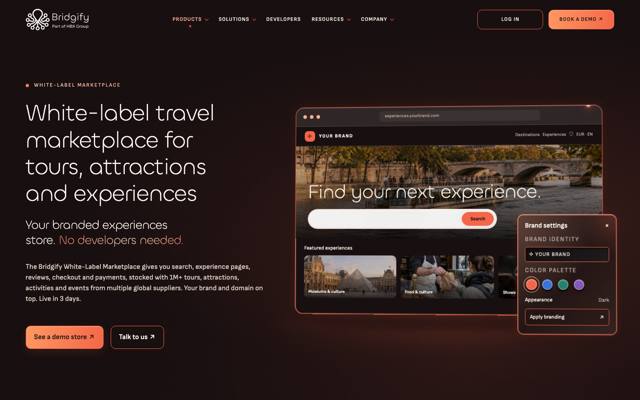 Bridgify
Part of HBX Group
PRODUCTS
SOLUTIONS
DEVELOPERS
RESOURCES
COMPANY
LOG IN
BOOK A DEMO ↗
WHITE-LABEL MARKETPLACE
White-label travel
marketplace for
tours, attractions
and experiences
Your branded experiences
store. No developers needed.
The Bridgify White-Label Marketplace gives you search, experience pages,
reviews, checkout and payments, stocked with 1M+ tours, attractions,
activities and events from multiple global suppliers. Your brand and domain on
top. Live in 3 days.
See a demo store ↗
Talk to us ↗
experiences.yourbrand.com
YOUR BRAND
Destinations Experiences ♡ EUR · EN
Find your next experience.
Search
Featured experiences
Museums & culture
Food & culture
Shows
Brand settings
BRAND IDENTITY
YOUR BRAND
COLOR PALETTE
Appearance
Dark
Apply branding ↗